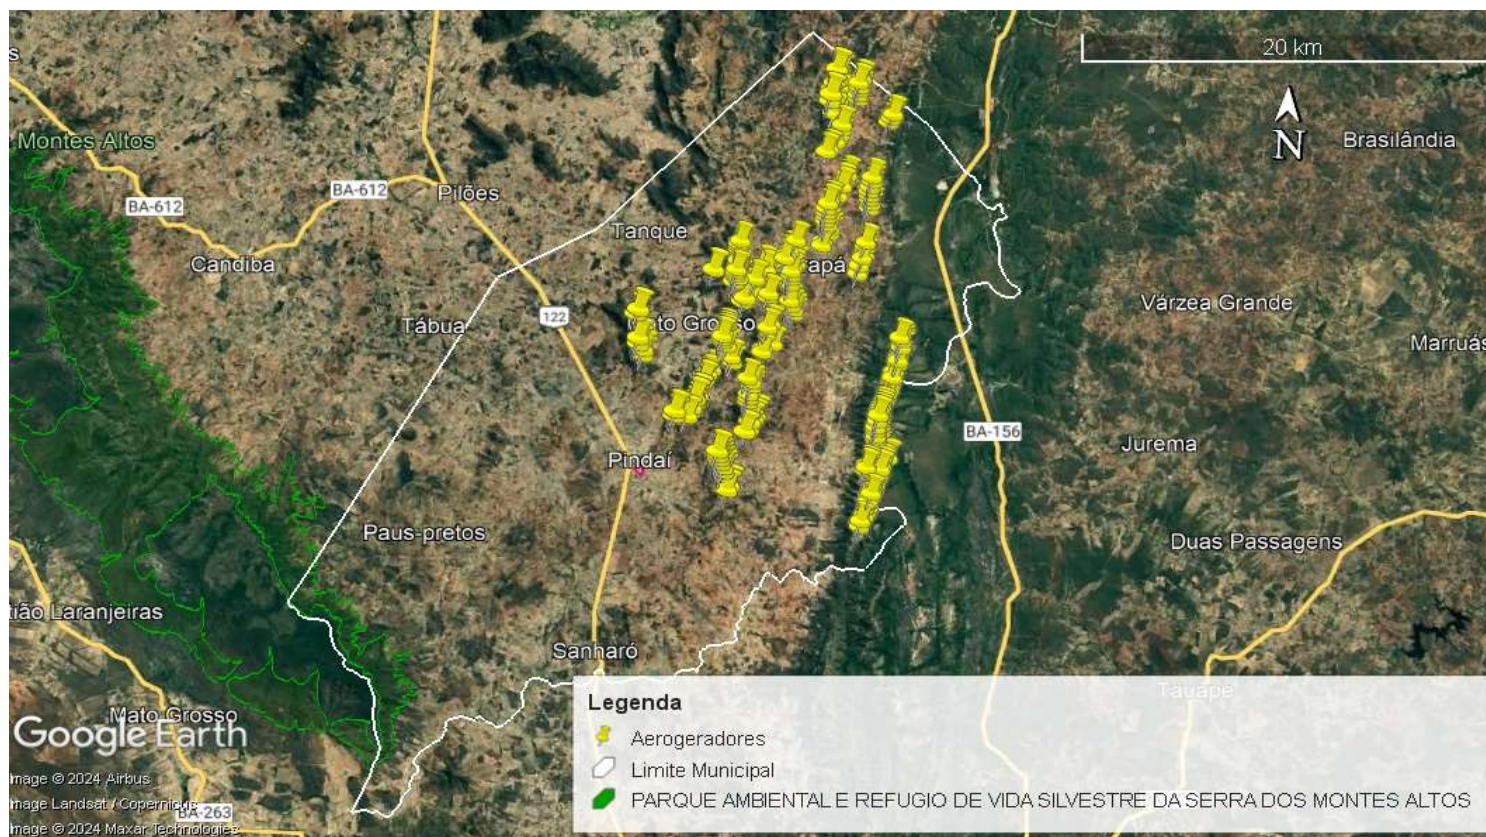 s
20 km
N
Montes Altos
Brasilândia
BA-612
BA-612
Pilões
Tanque
Candiba
apá
Várzea Grande
122
Tábua
Mato Grosso
Marruás
BA-156
Jurema
Pindaí
Paus-pretos
Duas Passagens
tião Laranjeiras
Sanharó
Tauape
Legenda
Mato Grosso
Google Earth
Aerogeradores
Limite Municipal
PARQUE AMBIENTAL E REFUGIO DE VIDA SILVESTRE DA SERRA DOS MONTES ALTOS
Image © 2024 Airbus
Image Landsat / Copernicus
BA-263
Image © 2024 Maxar Technologies